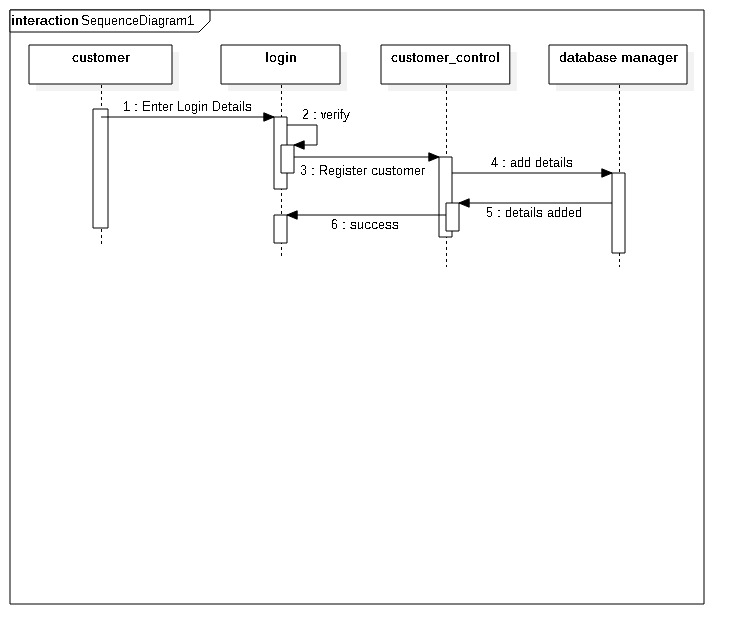 interaction SequenceDiagram1
customer
login
customer_control
database manager
1 : Enter Login Details
2 : verify
3 : Register customer
4 : add details
5 : details added
6 : success